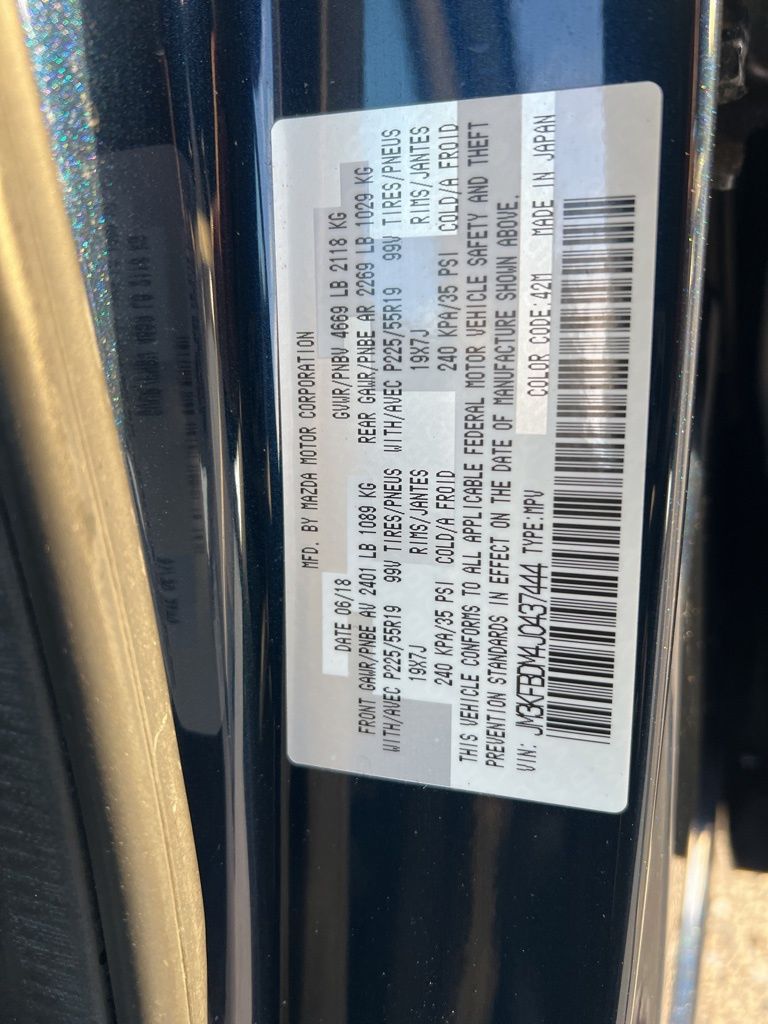 MFD. BY MAZDA MOTOR CORPORATION
DATE 06/18 GVWR/PNBV 4669 LB 2118 KG
FRONT GAWR/PNBE AV 2401 LB 1089 KG REAR GAWR/PNBE AR 2269 LB 1029 KG
WITH/AVEC P225/55R19 99V TIRES/PNEUS WITH/AVEC P225/55R19 99V TIRES/PNEUS
19X7J RIMS/JANTES 19X7J RIMS/JANTES
240 KPA/35 PSI COLD/A FROID 240 KPA/35 PSI COLD/A FROID
THIS VEHICLE CONFORMS TO ALL APPLICABLE FEDERAL MOTOR VEHICLE SAFETY AND THEFT
PREVENTION STANDARDS IN EFFECT ON THE DATE OF MANUFACTURE SHOWN ABOVE.
VIN: JM3KFBDM4J0437444 TYPE:MPV COLOR CODE:42M MADE IN JAPAN